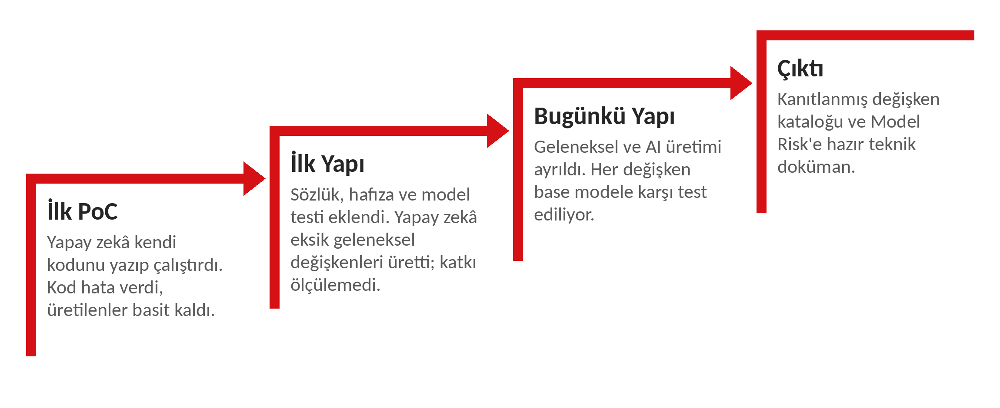 İlk PoC
Yapay zekâ kendi
kodunu yazıp çalıştırdı.
Kod hata verdi,
üretilenler basit kaldı.
İlk Yapı
Sözlük, hafıza ve model
testi eklendi. Yapay zekâ
eksik geleneksel
değişkenleri üretti; katkı
ölçülemedi.
Bugünkü Yapı
Geleneksel ve AI üretimi
ayrıldı. Her değişken
base modele karşı test
ediliyor.
Çıktı
Kanıtlanmış değişken
kataloğu ve Model
Risk'e hazır teknik
doküman.